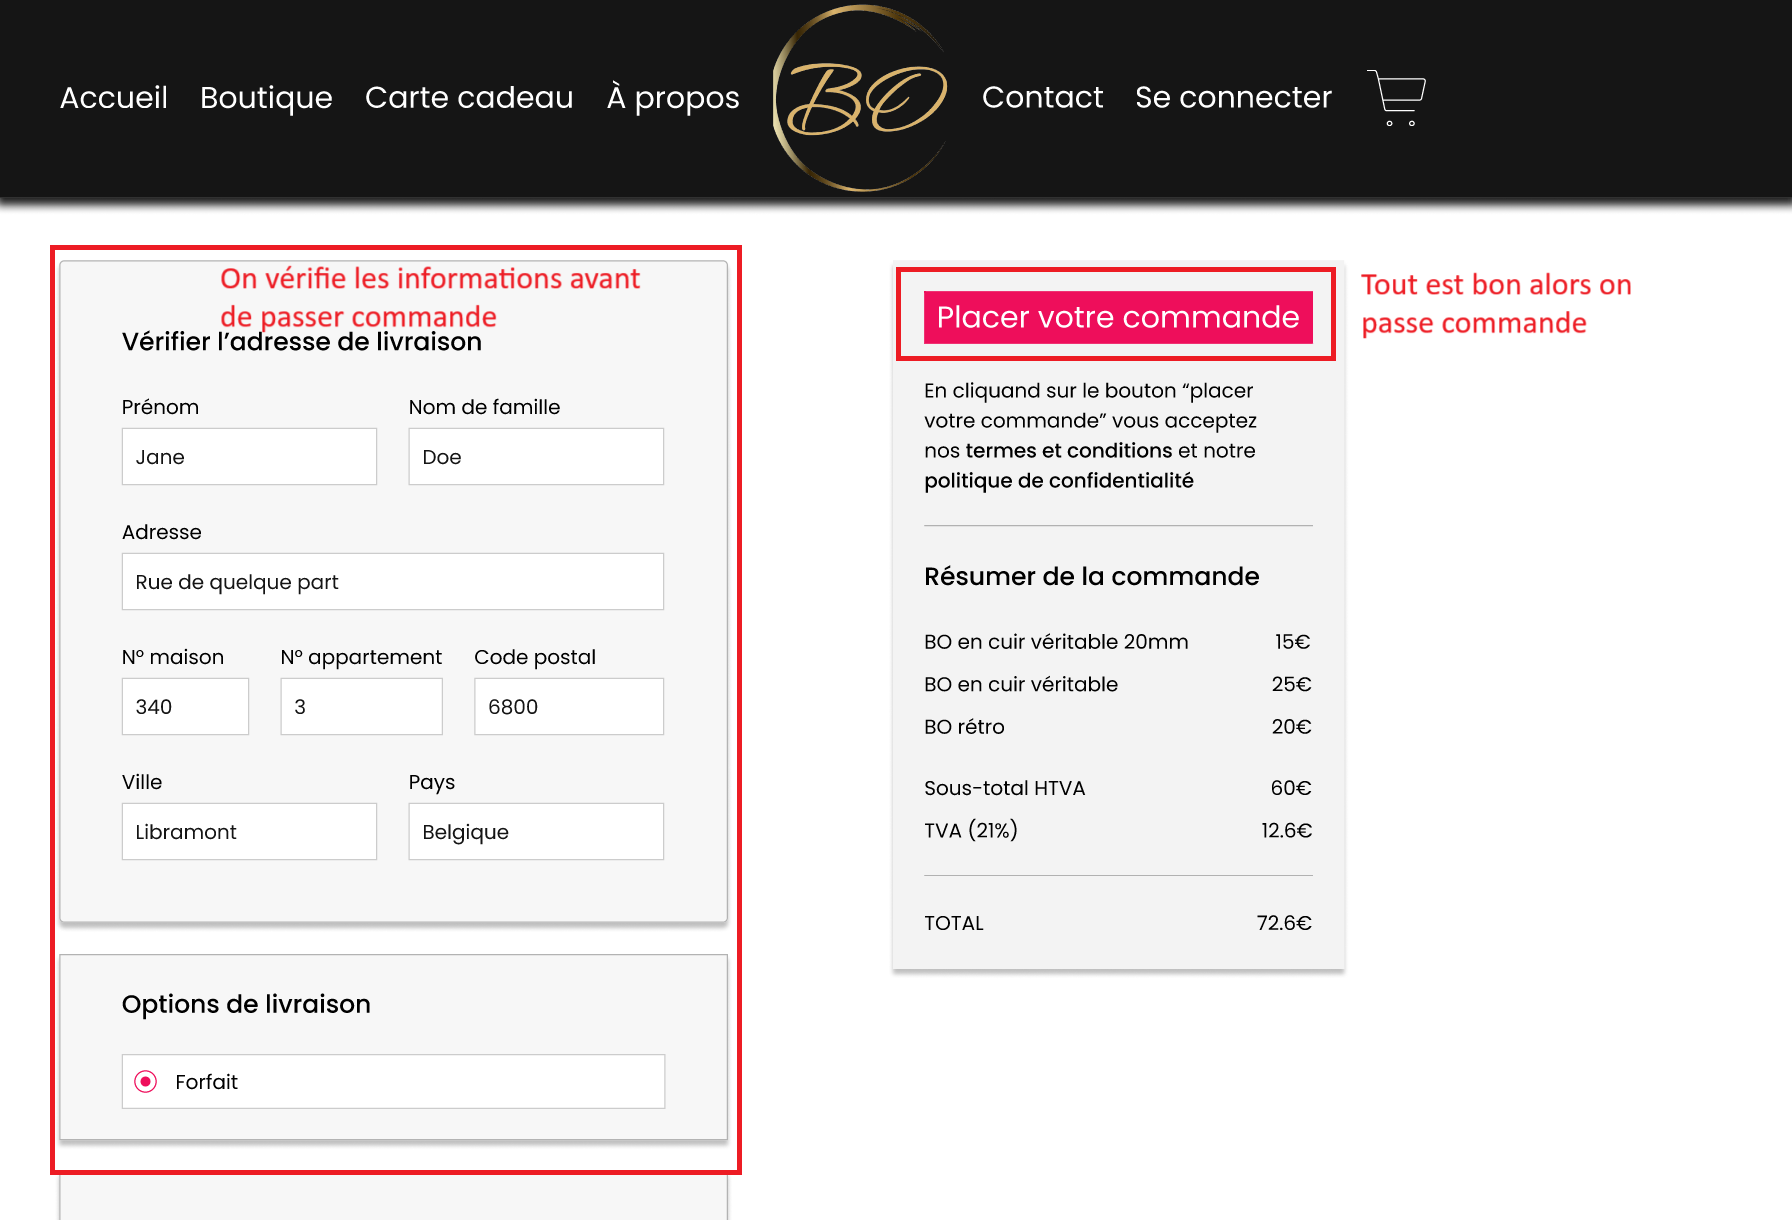 Accueil Boutique Carte cadeau À propos BO Contact Se connecter
On vérifie les informations avant
de passer commande
Vérifier l’adresse de livraison
Prénom Nom de famille
Jane Doe
Adresse
Rue de quelque part
N° maison N° appartement Code postal
340 3 6800
Ville Pays
Libramont Belgique
Options de livraison
Forfait
Placer votre commande
Tout est bon alors on
passe commande
En cliquand sur le bouton “placer
votre commande” vous acceptez
nos termes et conditions et notre
politique de confidentialité
Résumer de la commande
BO en cuir véritable 20mm 15€
BO en cuir véritable 25€
BO rétro 20€
Sous-total HTVA 60€
TVA (21%) 12.6€
TOTAL 72.6€